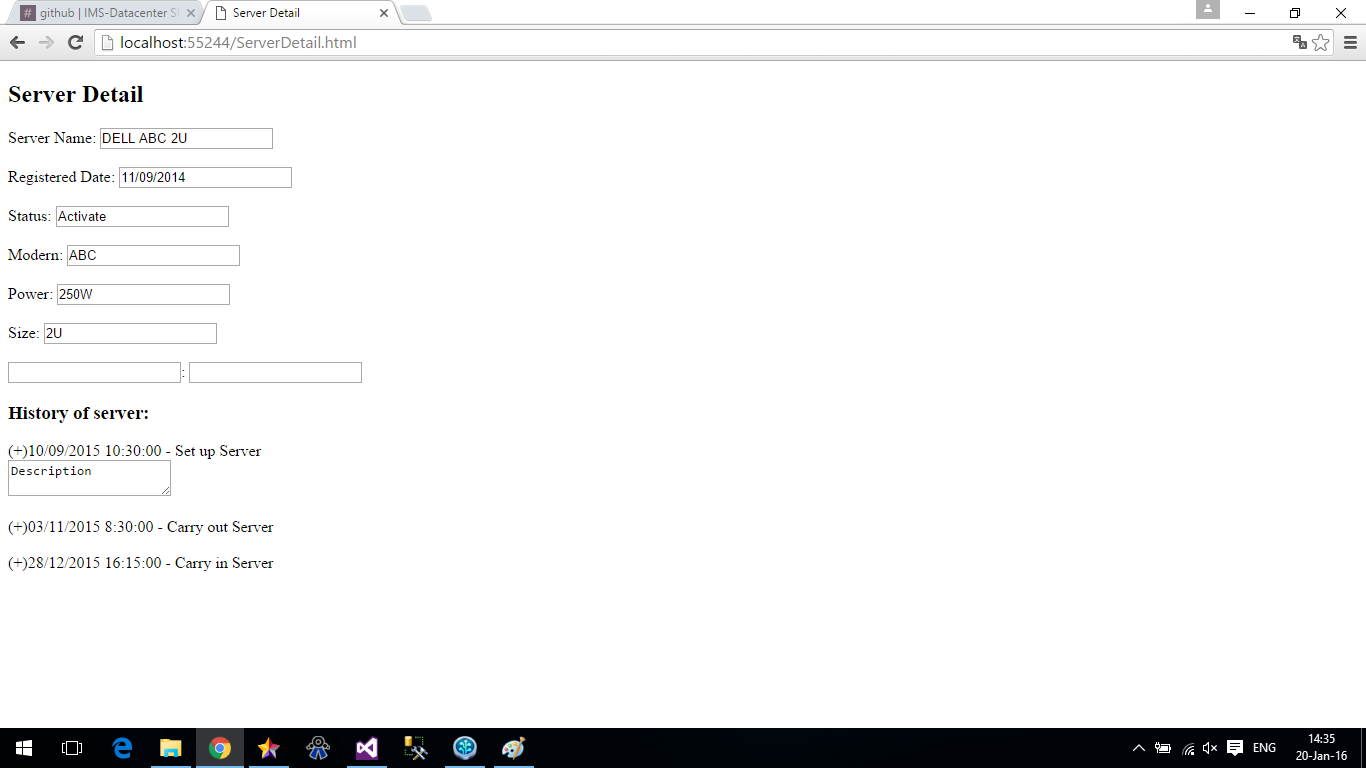 # github | IMS-Datacenter S
Server Detail
localhost:55244/ServerDetail.html
Server Detail
Server Name: DELL ABC 2U
Registered Date: 11/09/2014
Status: Activate
Modern: ABC
Power: 250W
Size: 2U
:
History of server:
(+)10/09/2015 10:30:00 - Set up Server
Description
(+)03/11/2015 8:30:00 - Carry out Server
(+)28/12/2015 16:15:00 - Carry in Server
ENG
14:35
20-Jan-16